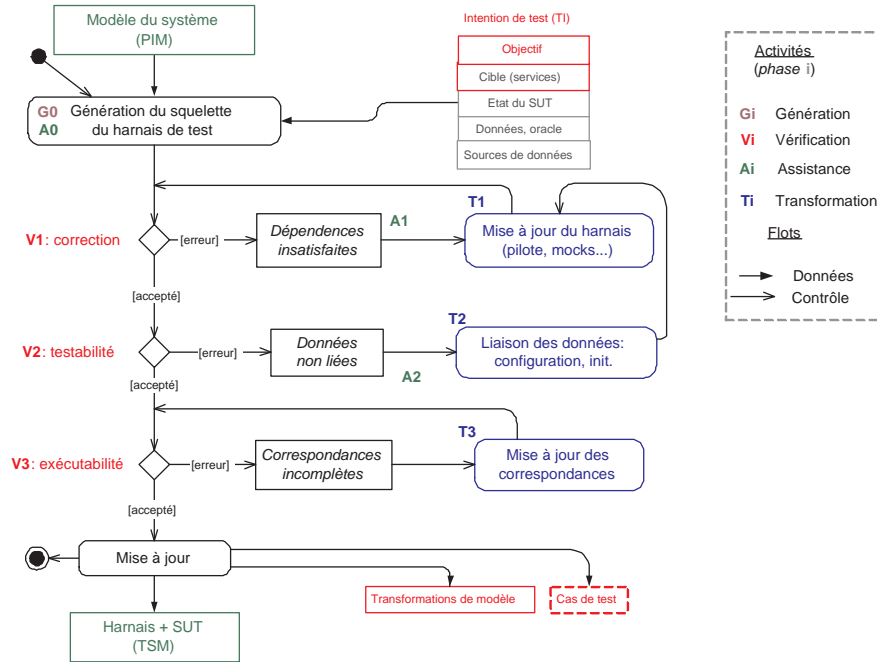 Modèle du système
(PIM)
Intention de test (TI)
Objectif
Cible (services)
Etat du SUT
Données, oracle
Sources de données
G0 Génération du squelette
A0 du harnais de test
Activités
(phase i)
Gi Génération
Vi Vérification
Ai Assistance
Ti Transformation
Flots
Données
Contrôle
V1: correction
[erreur]
Dépendences
insatisfaites
A1
T1
Mise à jour du harnais
(pilote, mocks...)
[accepté]
V2: testabilité
[erreur]
Données
non liées
A2
T2
Liaison des données:
configuration, init.
[accepté]
V3: exécutabilité
[erreur]
Correspondances
incomplètes
T3
Mise à jour des
correspondances
[accepté]
Mise à jour
Transformations de modèle
Cas de test
Harnais + SUT
(TSM)